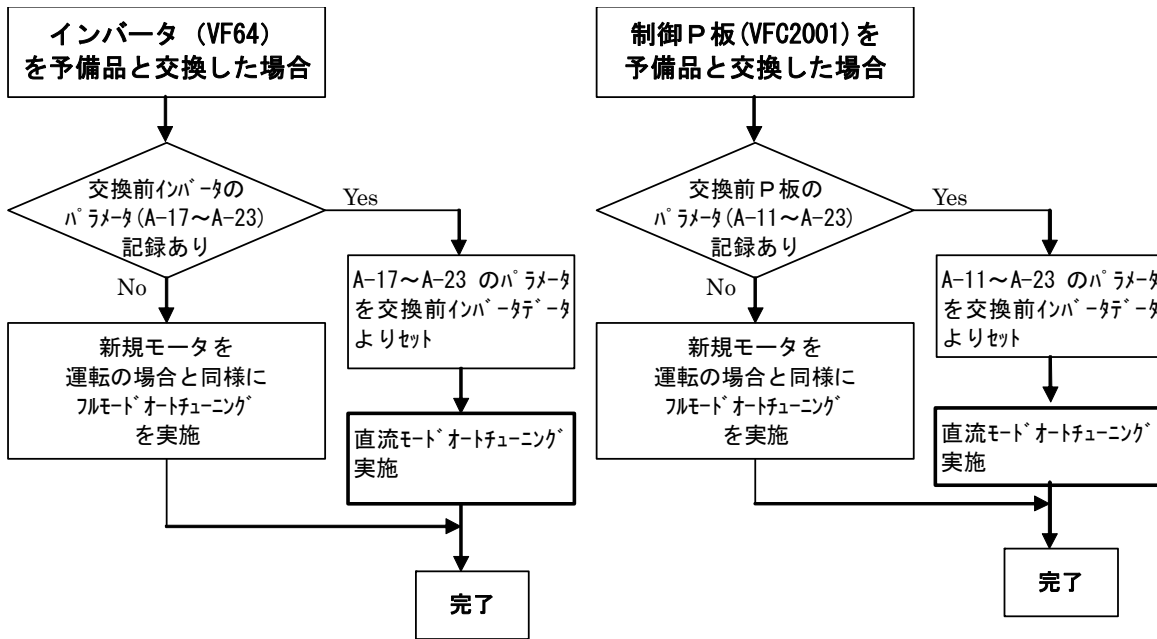 インバータ (VF64)
を予備品と交換した場合
交換前ｲﾝﾊﾞｰﾀの
ﾊﾟﾗﾒｰﾀ(A-17～A-23)
記録あり
Yes
No
A-17～A-23 のﾊﾟﾗﾒｰﾀ
を交換前ｲﾝﾊﾞｰﾀﾃﾞｰﾀ
よりｾｯﾄ
新規モータを
運転の場合と同様に
ﾌﾙﾓｰﾄﾞｵｰﾄﾁｭｰﾆﾝｸﾞ
を実施
直流ﾓｰﾄﾞｵｰﾄﾁｭｰﾆﾝｸﾞ
実施
完了
制御Ｐ板(VFC2001)を
予備品と交換した場合
交換前Ｐ板の
ﾊﾟﾗﾒｰﾀ(A-11～A-23)
記録あり
Yes
No
A-11～A-23 のﾊﾟﾗﾒｰﾀ
を交換前ｲﾝﾊﾞｰﾀﾃﾞｰﾀ
よりｾｯﾄ
新規モータを
運転の場合と同様に
ﾌﾙﾓｰﾄﾞｵｰﾄﾁｭｰﾆﾝｸﾞ
を実施
直流ﾓｰﾄﾞｵｰﾄﾁｭｰﾆﾝｸﾞ
実施
完了